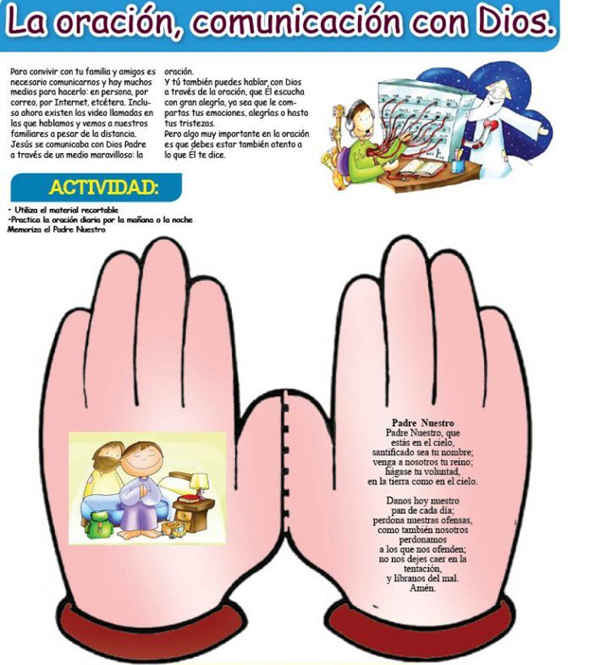 La oración, comunicación con Dios.
Para convivir con tu familia y amigos es
necesario comunicarnos y hay muchos
medios para hacerlo: en persona, por
correo, por Internet, etcétera. Inclu-
so ahora existen las video llamadas en
las que hablamos y vemos a nuestros
familiares a pesar de la distancia.
Jesús se comunicaba con Dios Padre
a través de un medio maravilloso: la
oración.
Y tú también puedes hablar con Dios
a través de la oración, que Él escucha
con gran alegría, ya sea que le com-
partas tus emociones, alegrías o hasta
tus tristezas.
Pero algo muy importante en la oración
es que debes estar también atento a
lo que Él te dice.
ACTIVIDAD:
• Utiliza el material recortable
•Practica la oración diaria por la mañana o la noche
Memoriza el Padre Nuestro
Padre Nuestro
Padre Nuestro, que
estás en el cielo,
santificado sea tu nombre;
venga a nosotros tu reino;
hágase tu voluntad,
en la tierra como en el cielo.
Danos hoy nuestro
pan de cada día;
perdona nuestras ofensas,
como también nosotros
perdonamos
a los que nos ofenden;
no nos dejes caer en la
tentación,
y líbranos del mal.
Amén.